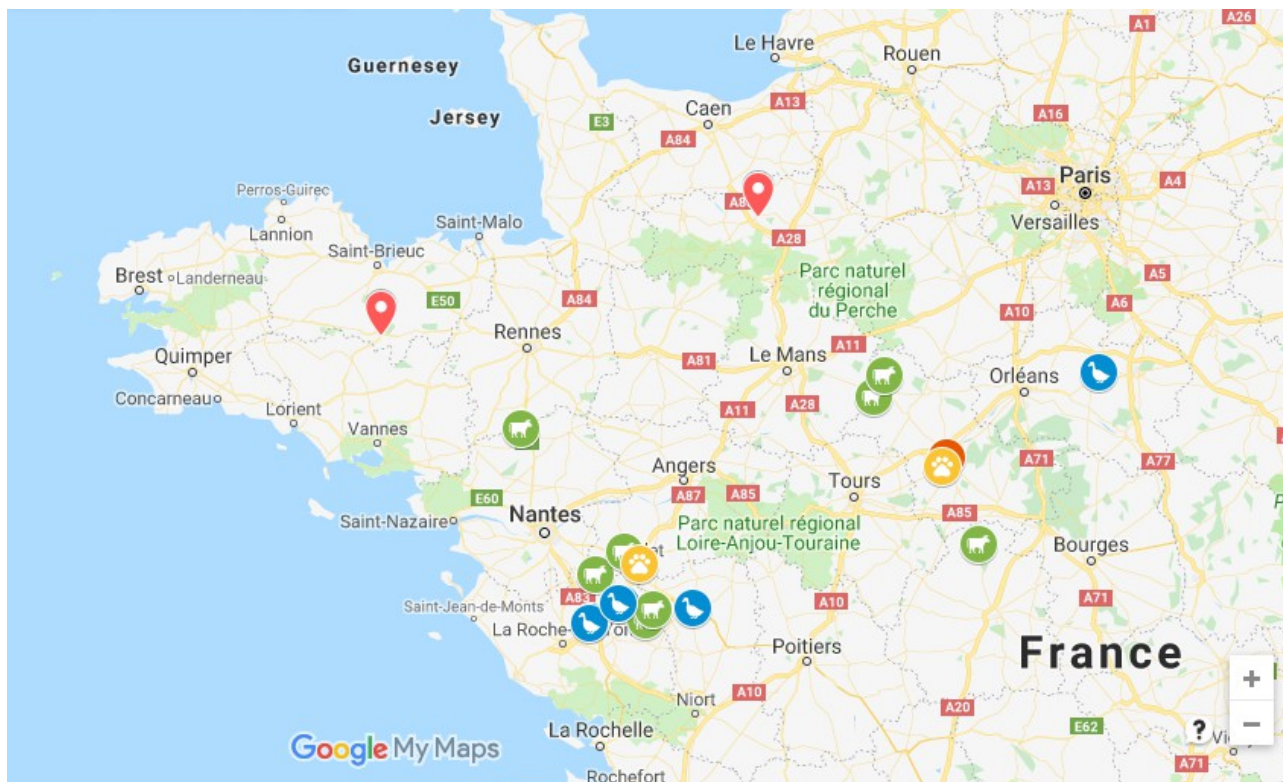 A1
A26
Le Havre
Rouen
Guernesey
Caen
A13
Jersey
E3
A84
A16
Paris
A13
A4
Versailles
Perros-Guirec
Lannion
Saint-Malo
A28
Saint-Brieuc
Brest
Landerneau
Parc naturel
régional
du Perche
A5
E50
A84
A10
A6
Rennes
Quimper
Le Mans
A11
A81
Orléans
Concarneau
Lorient
A28
A11
Vannes
A71
A77
Angers
Tours
E60
A87
A85
A85
Saint-Nazaire
Nantes
Parc naturel régional
Loire-Anjou-Touraine
Bourges
A83
A10
A71
Saint-Jean-de-Monts
La Roche-
Poitiers
France
Niort
A10
A20
E62
La Rochelle
Google My Maps
?
+
−
A71
Rochefort